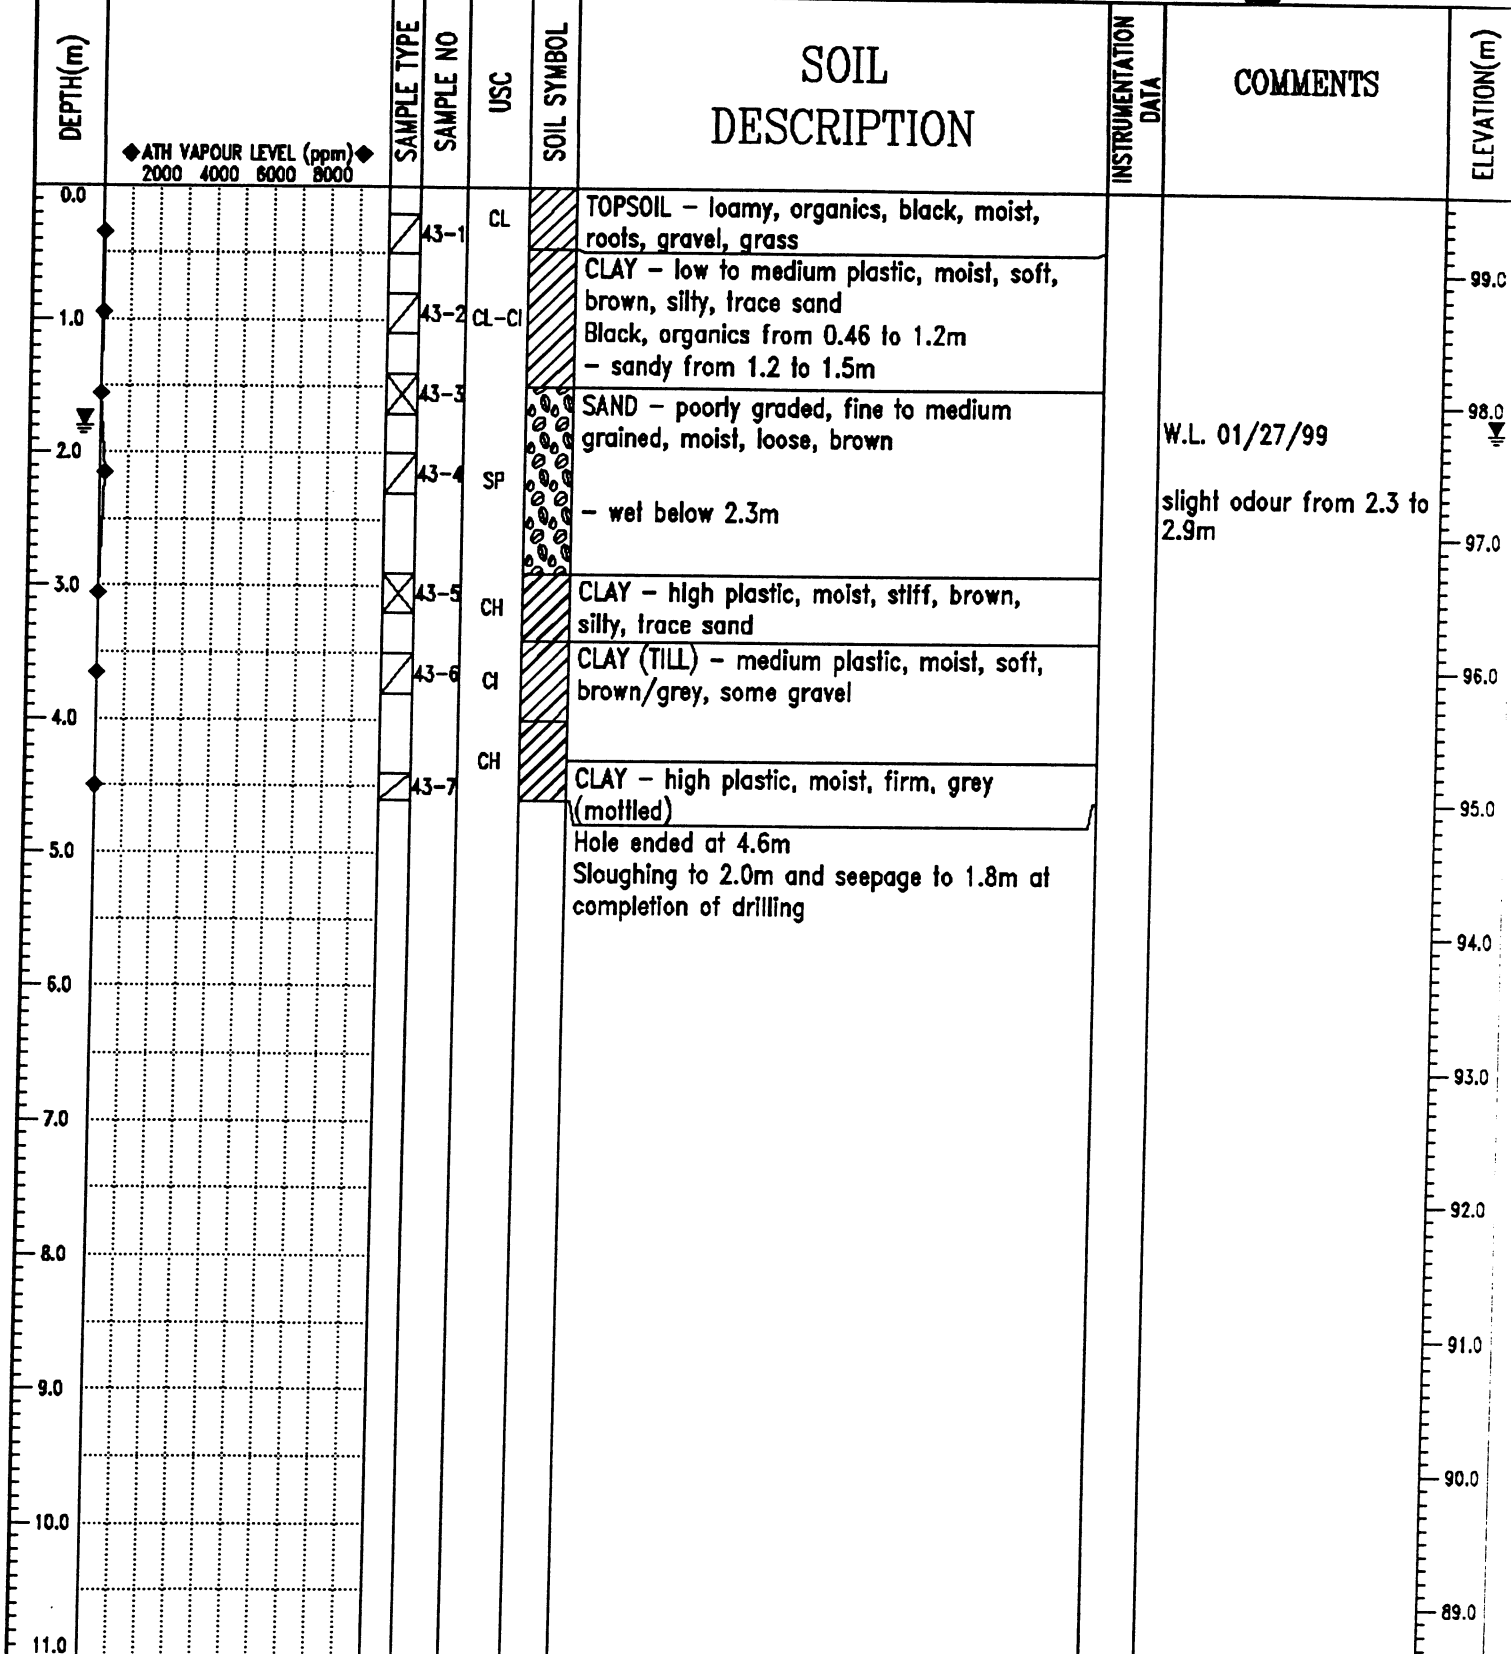 DEPTH(m)
◆ATH VAPOUR LEVEL (ppm)◆
2000 4000 6000 8000
SAMPLE TYPE
SAMPLE NO
USC
SOIL SYMBOL
SOIL
DESCRIPTION
INSTRUMENTATION
DATA
COMMENTS
ELEVATION(m)
0.0
1.0
2.0
3.0
4.0
5.0
6.0
7.0
8.0
9.0
10.0
11.0
43-1
43-2
43-3
43-4
43-5
43-6
43-7
CL
CL-CI
SP
CH
CI
CH
TOPSOIL – loamy, organics, black, moist,
roots, gravel, grass
CLAY – low to medium plastic, moist, soft,
brown, silty, trace sand
Black, organics from 0.46 to 1.2m
– sandy from 1.2 to 1.5m
SAND – poorly graded, fine to medium
grained, moist, loose, brown
– wet below 2.3m
CLAY – high plastic, moist, stiff, brown,
silty, trace sand
CLAY (TILL) – medium plastic, moist, soft,
brown/grey, some gravel
CLAY – high plastic, moist, firm, grey
(mottled)
Hole ended at 4.6m
Sloughing to 2.0m and seepage to 1.8m at
completion of drilling
W.L. 01/27/99
slight odour from 2.3 to
2.9m
99.0
98.0
97.0
96.0
95.0
94.0
93.0
92.0
91.0
90.0
89.0